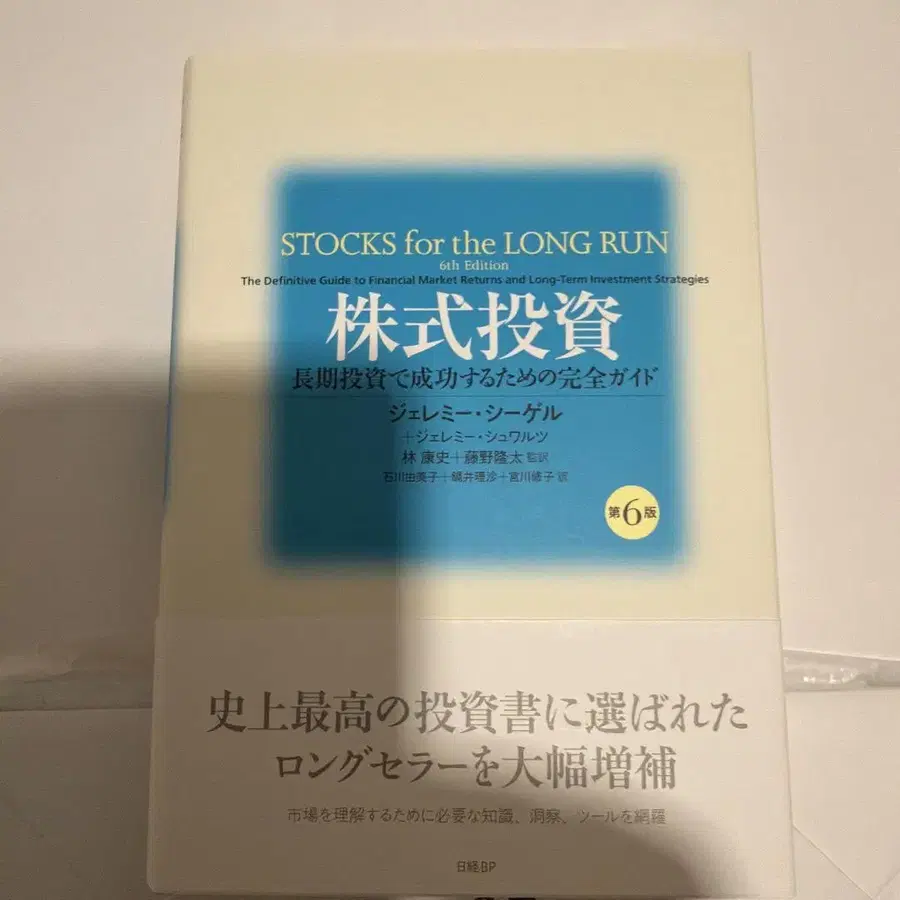 STOCKS for the LONG RUN
6th Edition
The Definitive Guide to Financial Market Returns and Long-Term Investment Strategies
株式投資
長期投資で成功するための完全ガイド
ジェレミー・シーゲル
＋ジェレミー・シュワルツ
林 康史＋藤野隆太 監訳
石川由美子＋鍋井理沙＋宮川修子 訳
第6版
史上最高の投資書に選ばれた
ロングセラーを大幅増補
市場を理解するために必要な知識、洞察、ツールを網羅
日経BP